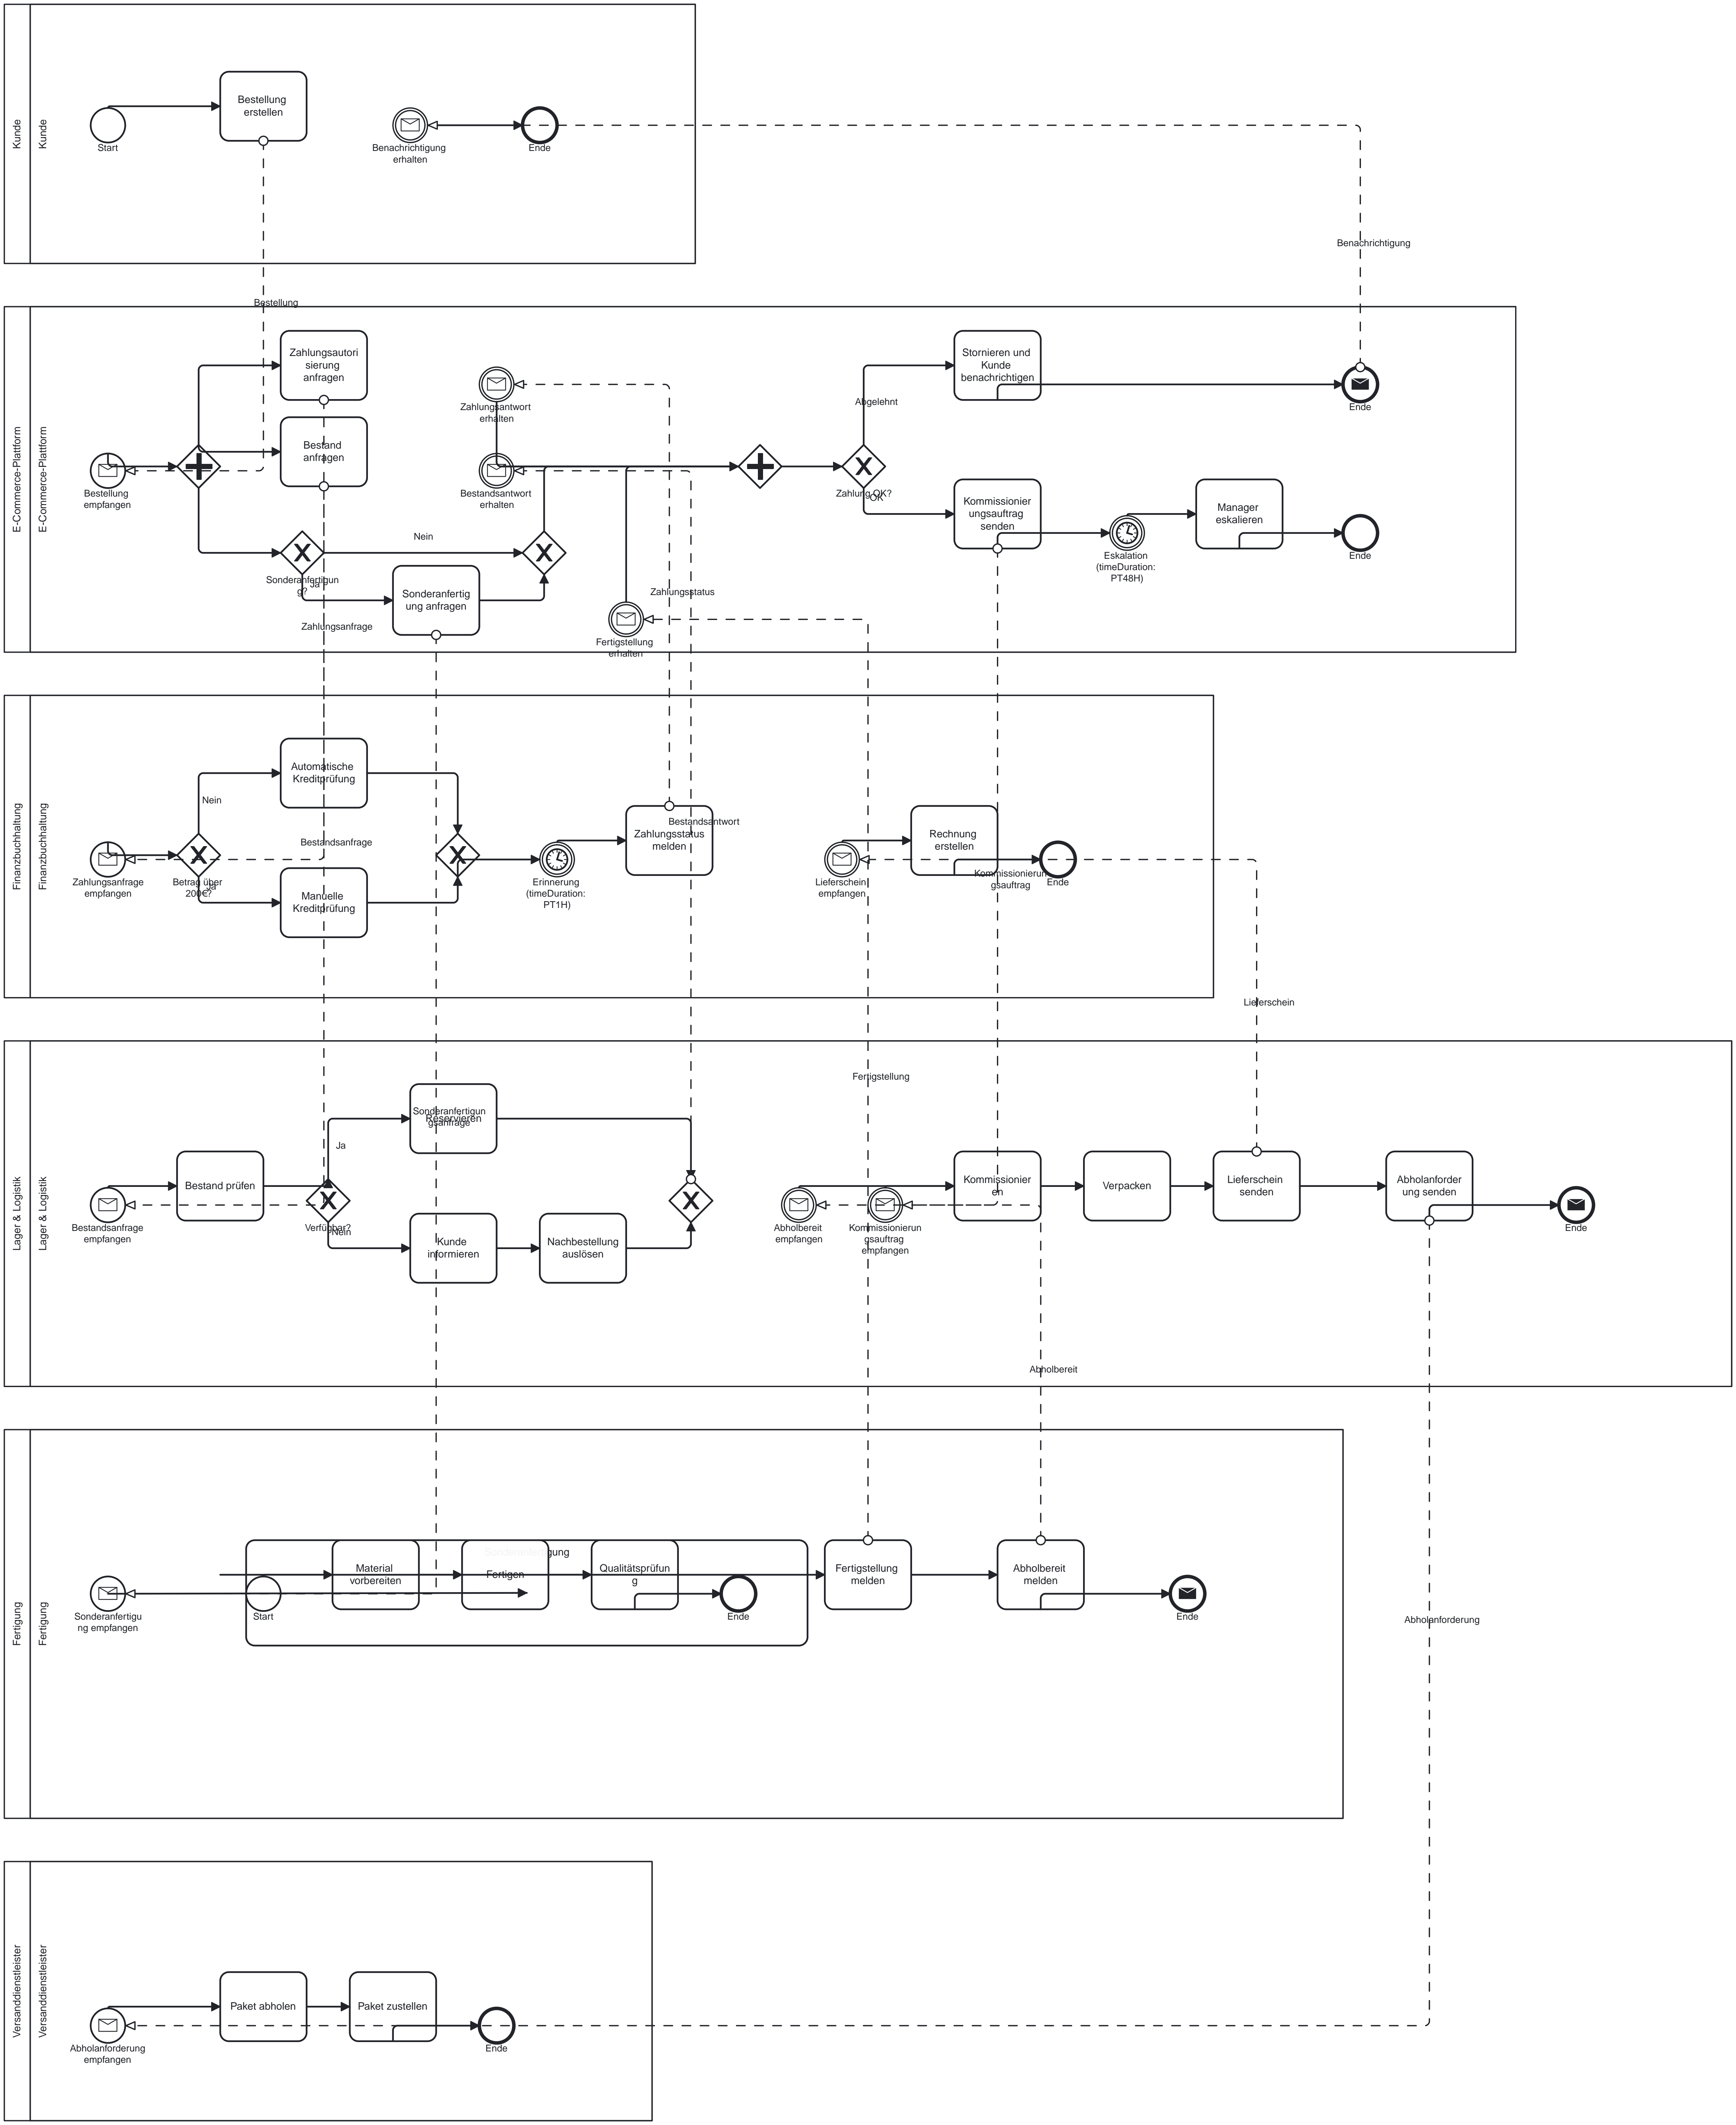 Kunde
Kunde
Start
Bestellung
erstellen
Benachrichtigung
erhalten
Ende
Benachrichtigung
Bestellung
E-Commerce-Plattform
E-Commerce-Plattform
Bestellung
empfangen
Zahlungsautori
sierung
anfragen
Bestand
anfragen
Sonderanfertigun
g?
Ja
Nein
Sonderanfertig
ung anfragen
Zahlungsanfrage
Zahlungsantwort
erhalten
Bestandsantwort
erhalten
Fertigstellung
erhalten
Zahlungsstatus
Zahlung OK?
OK
Abgelehnt
Stornieren und
Kunde
benachrichtigen
Ende
Kommissionier
ungsauftrag
senden
Eskalation
(timeDuration:
PT48H)
Manager
eskalieren
Ende
Finanzbuchhaltung
Finanzbuchhaltung
Zahlungsanfrage
empfangen
Betrag über
200€?
Nein
Ja
Automatische
Kreditprüfung
Bestandsanfrage
Manuelle
Kreditprüfung
Erinnerung
(timeDuration:
PT1H)
Zahlungsstatus
melden
Bestandsantwort
Lieferschein
empfangen
Rechnung
erstellen
Kommissionierun
gsauftrag
Ende
Lieferschein
Lager & Logistik
Lager & Logistik
Bestandsanfrage
empfangen
Bestand prüfen
Verfügbar?
Ja
Nein
Sonderanfertigun
gsanfrage
Reservieren
Kunde
informieren
Nachbestellung
auslösen
Fertigstellung
Abholbereit
empfangen
Kommissionierun
gsauftrag
empfangen
Kommissionier
en
Verpacken
Lieferschein
senden
Abholanforder
ung senden
Ende
Abholbereit
Fertigung
Fertigung
Sonderanfertigu
ng empfangen
Start
Material
vorbereiten
gung
Fertigen
Qualitätsprüfun
g
Ende
Fertigstellung
melden
Abholbereit
melden
Ende
Abholanforderung
Versanddienstleister
Versanddienstleister
Abholanforderung
empfangen
Paket abholen
Paket zustellen
Ende